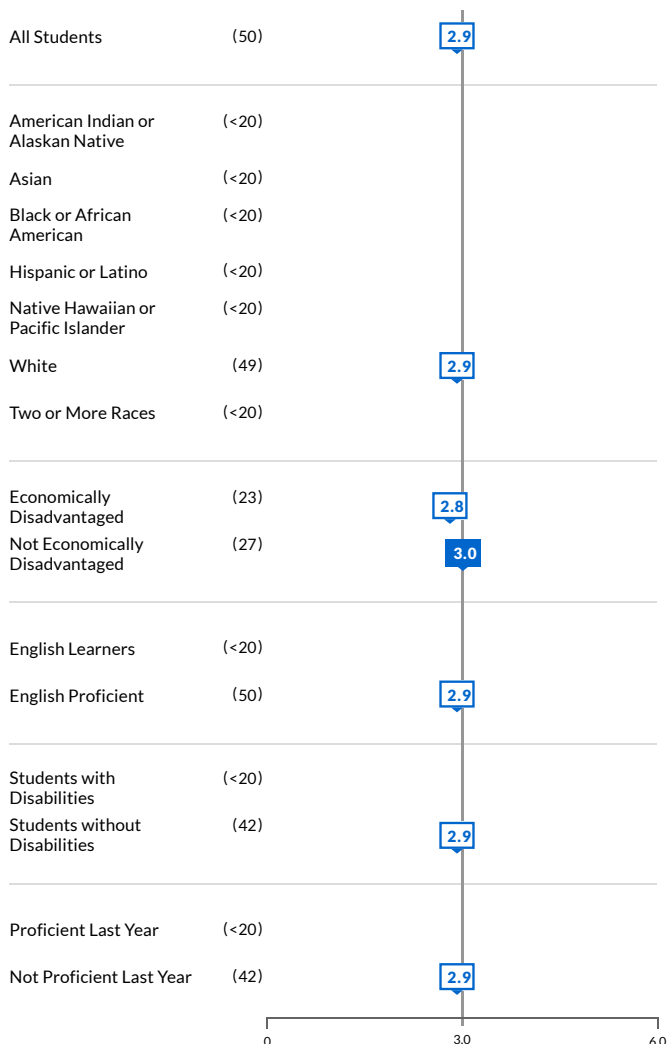 All Students (50) 2.9
American Indian or (<20)
Alaskan Native
Asian (<20)
Black or African (<20)
American
Hispanic or Latino (<20)
Native Hawaiian or (<20)
Pacific Islander
White (49) 2.9
Two or More Races (<20)
Economically (23) 2.8
Disadvantaged
Not Economically (27) 3.0
Disadvantaged
English Learners (<20)
English Proficient (50) 2.9
Students with (<20)
Disabilities
Students without (42) 2.9
Disabilities
Proficient Last Year (<20)
Not Proficient Last Year (42) 2.9
0 3.0 6.0